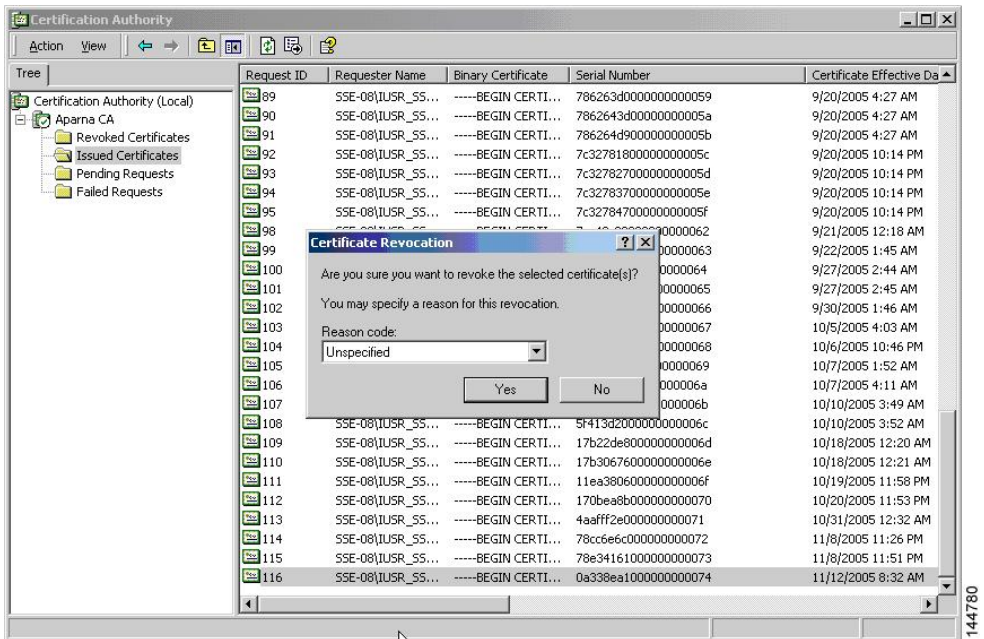 Certification Authority
Action View
Tree
Request ID Requester Name Binary Certificate Serial Number Certificate Effective Da
Certification Authority (Local)
Aparna CA
Revoked Certificates
Issued Certificates
Pending Requests
Failed Requests
89 SSE-08\IUSR_SS... -----BEGIN CERTI... 786263d0000000000059 9/20/2005 4:27 AM
90 SSE-08\IUSR_SS... -----BEGIN CERTI... 7862643d00000000005a 9/20/2005 4:27 AM
91 SSE-08\IUSR_SS... -----BEGIN CERTI... 786264d900000000005b 9/20/2005 4:27 AM
92 SSE-08\IUSR_SS... -----BEGIN CERTI... 7c32781800000000005c 9/20/2005 10:14 PM
93 SSE-08\IUSR_SS... -----BEGIN CERTI... 7c32782700000000005d 9/20/2005 10:14 PM
94 SSE-08\IUSR_SS... -----BEGIN CERTI... 7c32783700000000005e 9/20/2005 10:14 PM
95 SSE-08\IUSR_SS... -----BEGIN CERTI... 7c32784700000000005f 9/20/2005 10:14 PM
98 0000062 9/21/2005 12:18 AM
99 0000063 9/22/2005 1:45 AM
100 0000064 9/27/2005 2:44 AM
101 0000065 9/27/2005 2:45 AM
102 0000066 9/30/2005 1:46 AM
103 0000067 10/5/2005 4:03 AM
104 0000068 10/6/2005 10:46 PM
105 0000069 10/7/2005 1:52 AM
106 000006a 10/7/2005 4:11 AM
107 000006b 10/10/2005 3:49 AM
Certificate Revocation
Are you sure you want to revoke the selected certificate(s)?
You may specify a reason for this revocation.
Reason code:
Unspecified
Yes No
108 SSE-08\IUSR_SS... -----BEGIN CERTI... 5f413d2000000000006c 10/10/2005 3:52 AM
109 SSE-08\IUSR_SS... -----BEGIN CERTI... 17b22de800000000006d 10/18/2005 12:20 AM
110 SSE-08\IUSR_SS... -----BEGIN CERTI... 17b3067600000000006e 10/18/2005 12:21 AM
111 SSE-08\IUSR_SS... -----BEGIN CERTI... 11ea380600000000006f 10/19/2005 11:58 PM
112 SSE-08\IUSR_SS... -----BEGIN CERTI... 170bea8b000000000070 10/20/2005 11:53 PM
113 SSE-08\IUSR_SS... -----BEGIN CERTI... 4aafff2e000000000071 10/31/2005 12:32 AM
114 SSE-08\IUSR_SS... -----BEGIN CERTI... 78cc6e6c000000000072 11/8/2005 11:26 PM
115 SSE-08\IUSR_SS... -----BEGIN CERTI... 78e34161000000000073 11/8/2005 11:51 PM
116 SSE-08\IUSR_SS... -----BEGIN CERTI... 0a338ea1000000000074 11/12/2005 8:32 AM
144780